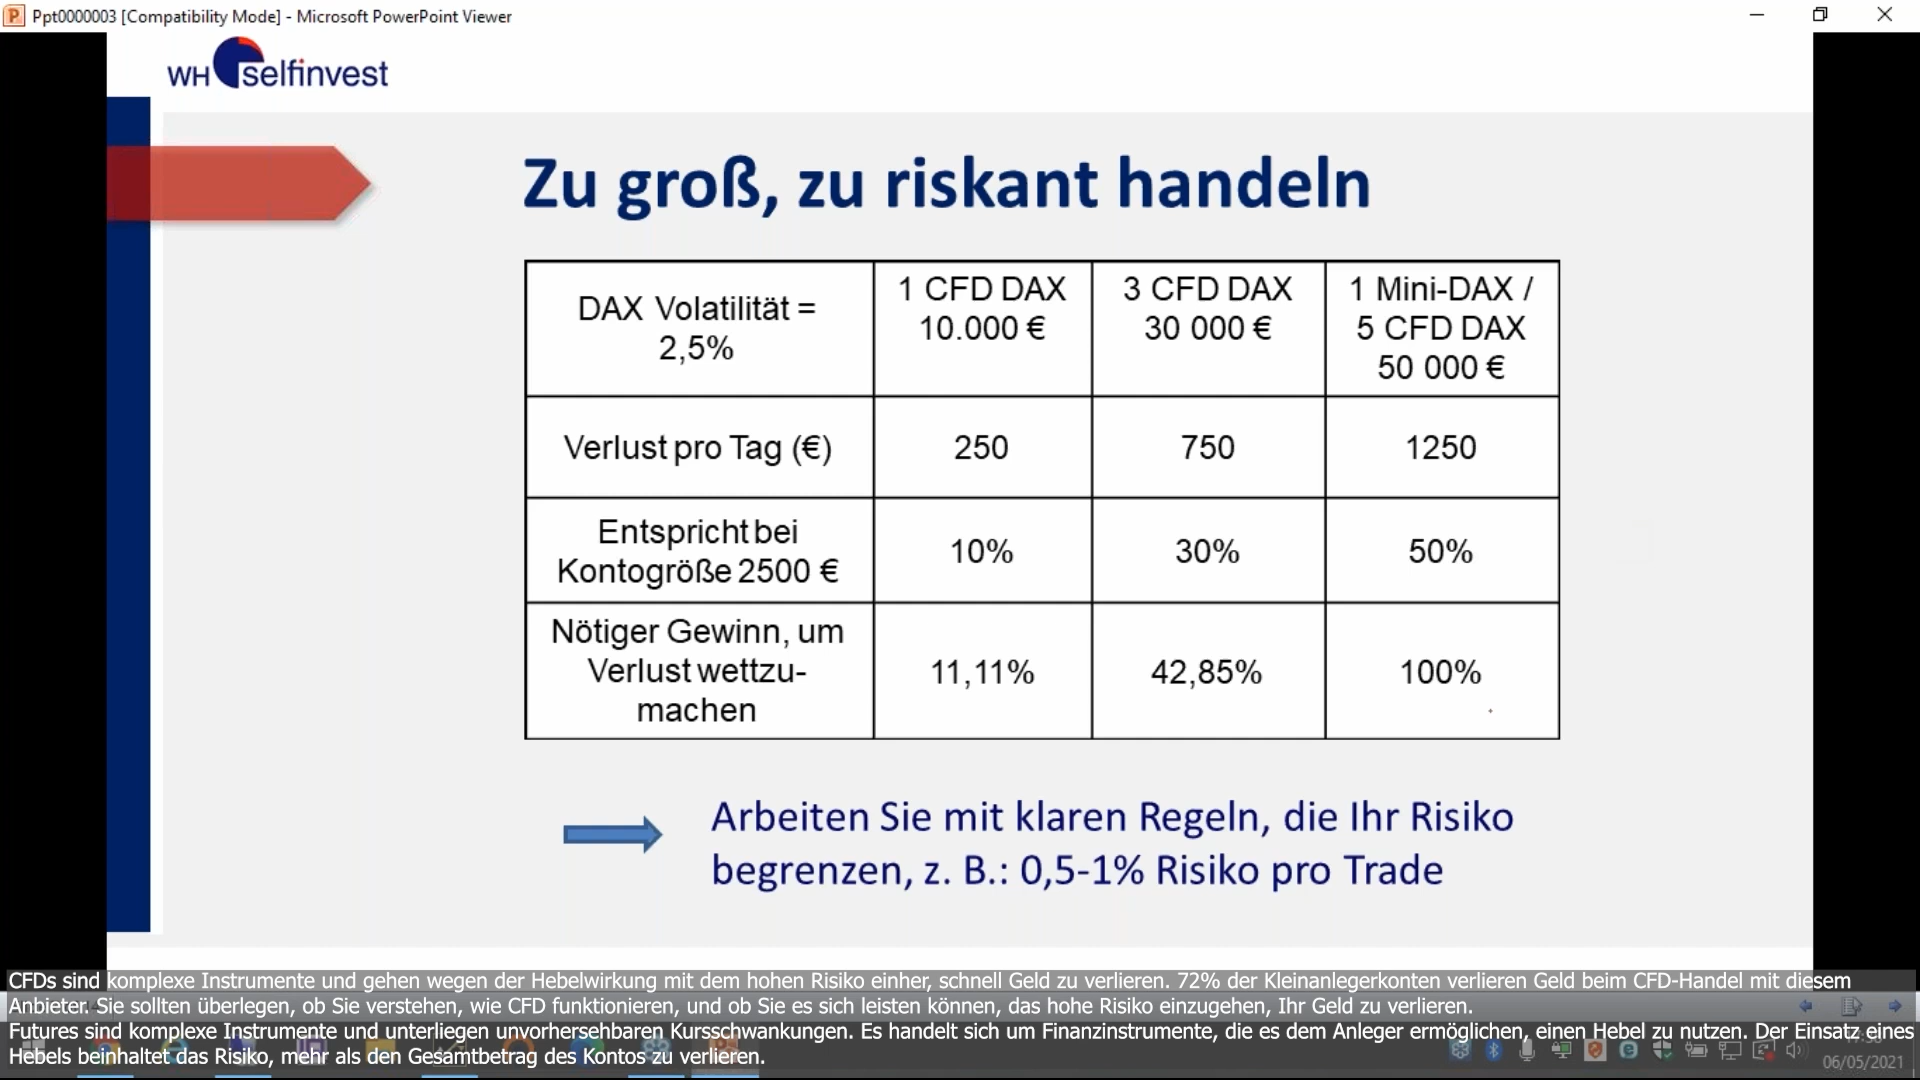 Ppt0000003 [Compatibility Mode] - Microsoft PowerPoint Viewer
WH selfinvest
Zu groß, zu riskant handeln
DAX Volatilität =
2,5%
1 CFD DAX
10.000 €
3 CFD DAX
30 000 €
1 Mini-DAX /
5 CFD DAX
50 000 €
Verlust pro Tag (€)
250
750
1250
Entspricht bei
Kontogröße 2500 €
10%
30%
50%
Nötiger Gewinn, um
Verlust wettzu-
machen
11,11%
42,85%
100%
Arbeiten Sie mit klaren Regeln, die Ihr Risiko
begrenzen, z. B.: 0,5-1% Risiko pro Trade
CFDs sind komplexe Instrumente und gehen wegen der Hebelwirkung mit dem hohen Risiko einher, schnell Geld zu verlieren. 72% der Kleinanlegerkonten verlieren Geld beim CFD-Handel mit diesem
Anbieter. Sie sollten überlegen, ob Sie verstehen, wie CFD funktionieren, und ob Sie es sich leisten können, das hohe Risiko einzugehen, Ihr Geld zu verlieren.
Futures sind komplexe Instrumente und unterliegen unvorhersehbaren Kursschwankungen. Es handelt sich um Finanzinstrumente, die es dem Anleger ermöglichen, einen Hebel zu nutzen. Der Einsatz eines
Hebels beinhaltet das Risiko, mehr als den Gesamtbetrag des Kontos zu verlieren.
06/05/2021